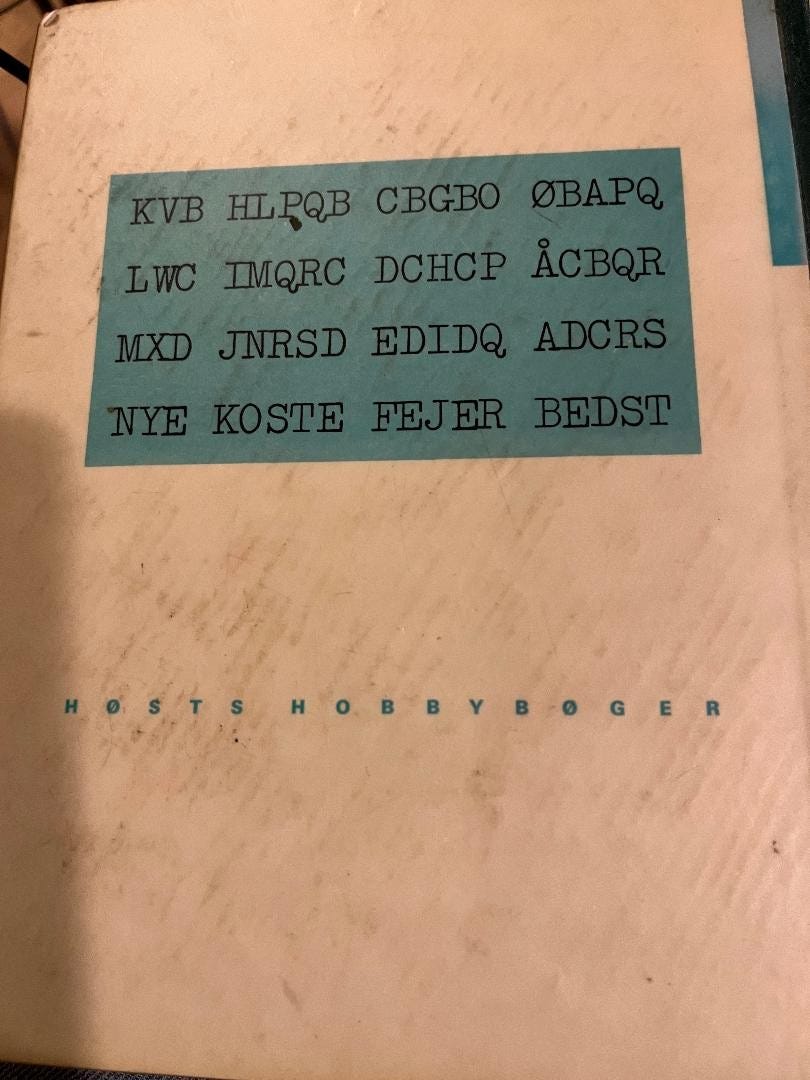 KVB HLPQB CBGBO ØBAPQ
LWC IMQRC DCHCP ÅCBQR
MXD JNRSD EDIDQ ADCRS
NYE KOSTE FEJER BEDST
HØSTS HOBBYBØGER